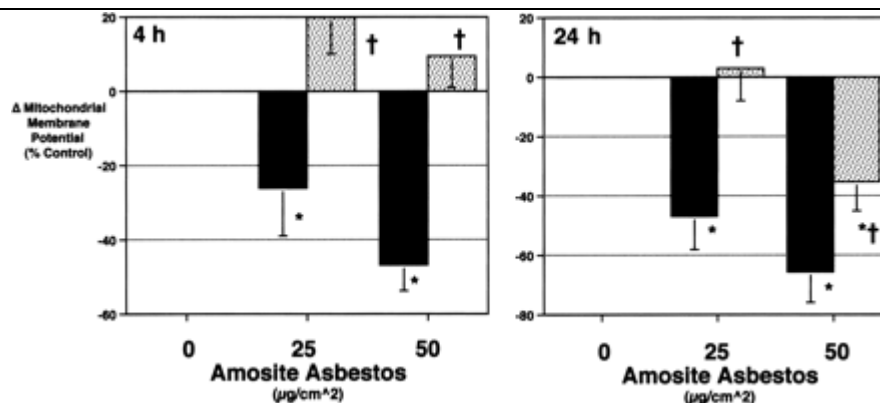 4 h
20
†
†
0
Δ Mitochondrial
Membrane
Potential
(% Control)
-20
*
-40
*
-60
0 25 50
Amosite Asbestos
(µg/cm^2)
24 h
20
†
0
-20
-40
*
*†
-60
*
-80
0 25 50
Amosite Asbestos
(µg/cm^2)